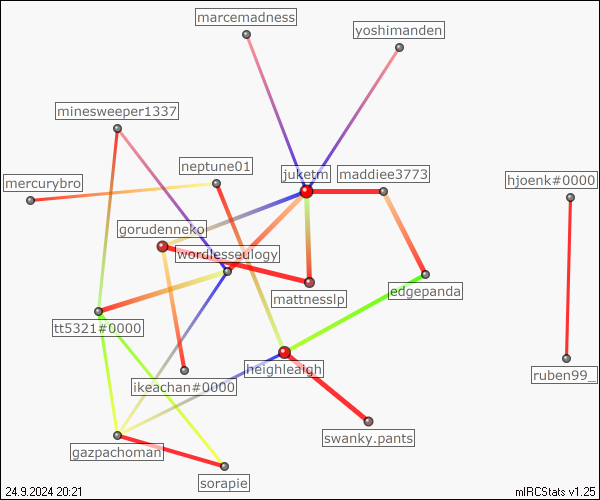 marcemadness
yoshimanden
minesweeper1337
neptune01
juketm
maddiee3773
mercurybro
hjoenk#0000
gorudenneko
wordlesseulogy
mattnesslp
edgepanda
tt5321#0000
heighleaigh
ruben99_
ikeachan#0000
swanky.pants
gazpachoman
sorapie
24.9.2024 20:21
mIRCStats v1.25